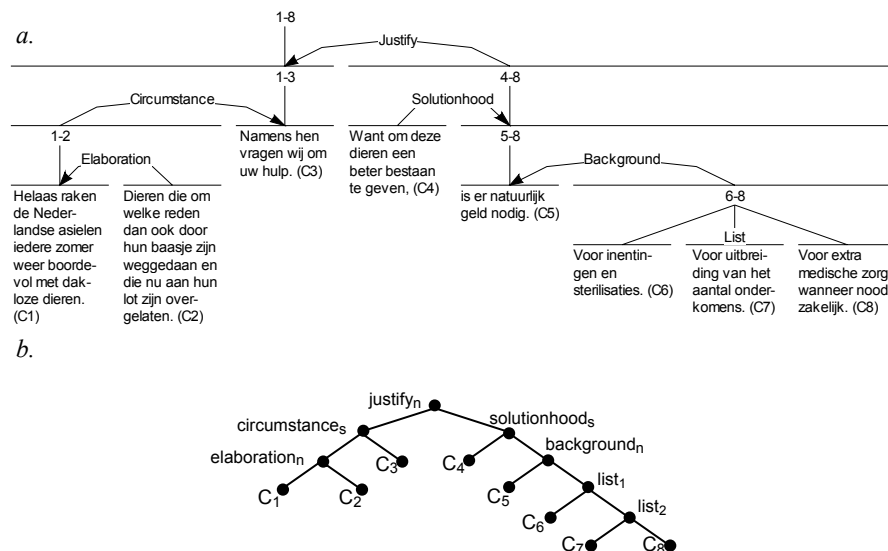 a.
1-8
Justify
1-3
4-8
Circumstance
Solutionhood
1-2
Namens hen
vragen wij om
uw hulp. (C3)
Want om deze
dieren een
beter bestaan
te geven, (C4)
5-8
Elaboration
Background
Helaas raken
de Neder-
landse asielen
iedere zomer
weer boorde-
vol met dak-
loze dieren.
(C1)
Dieren die om
welke reden
dan ook door
hun baasje zijn
weggedaan en
die nu aan hun
lot zijn over-
gelaten. (C2)
is er natuurlijk
geld nodig. (C5)
6-8
List
Voor inentin-
gen en
sterilisaties. (C6)
Voor uitbrei-
ding van het
aantal onder-
komens. (C7)
Voor extra
medische zorg
wanneer nood
zakelijk. (C8)
b.
justifyn
circumstances
solutionhoods
elaborationn
backgroundn
C3
C4
list1
C1
C2
C5
list2
C6
C7
C8